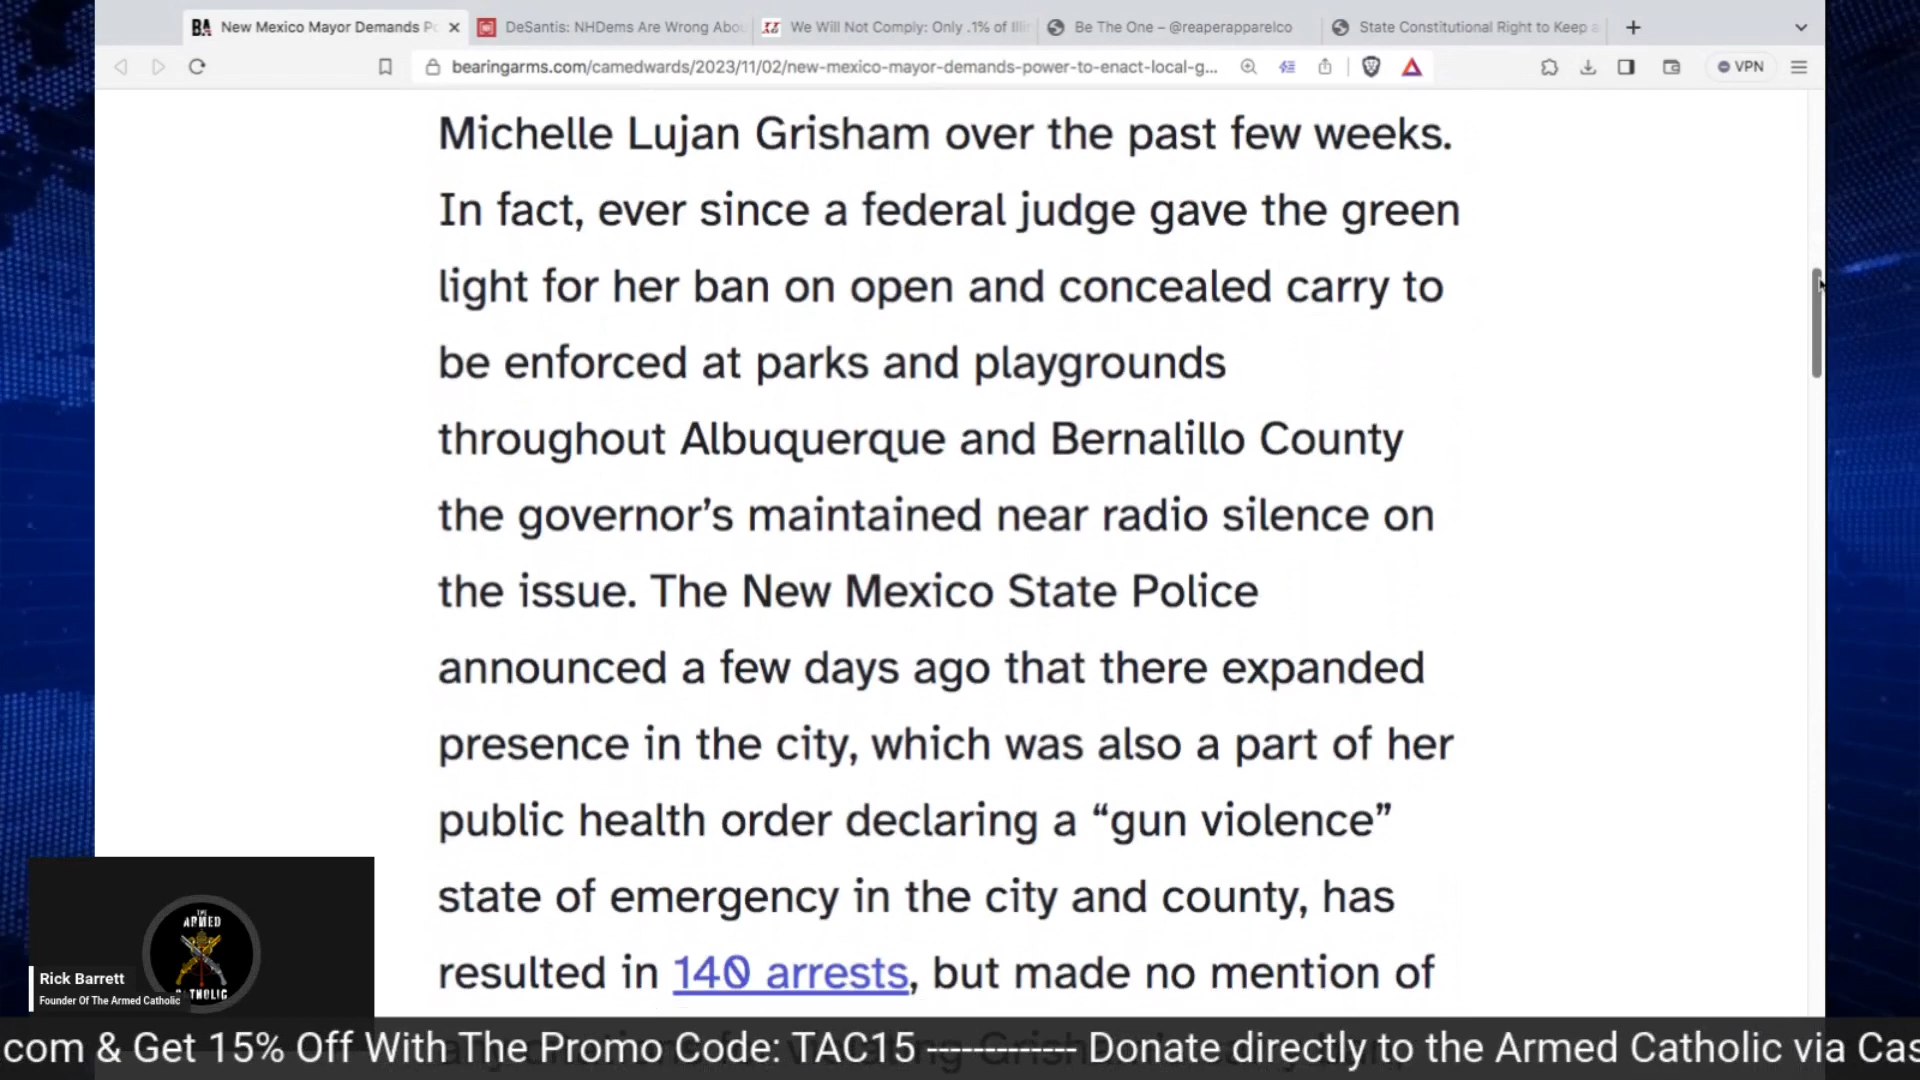 BA New Mexico Mayor Demands Po
DeSantis: NHDems Are Wrong Abou
We Will Not Comply: Only .1% of Illin
Be The One – @reaperapparelco
State Constitutional Right to Keep a
bearingarms.com/camedwards/2023/11/02/new-mexico-mayor-demands-power-to-enact-local-g...
VPN
Michelle Lujan Grisham over the past few weeks.
In fact, ever since a federal judge gave the green
light for her ban on open and concealed carry to
be enforced at parks and playgrounds
throughout Albuquerque and Bernalillo County
the governor’s maintained near radio silence on
the issue. The New Mexico State Police
announced a few days ago that there expanded
presence in the city, which was also a part of her
public health order declaring a “gun violence”
state of emergency in the city and county, has
resulted in 140 arrests, but made no mention of
THE
ARMED
CATHOLIC
Rick Barrett
Founder Of The Armed Catholic
com & Get 15% Off With The Promo Code: TAC15 ------------ Donate directly to the Armed Catholic via Cas